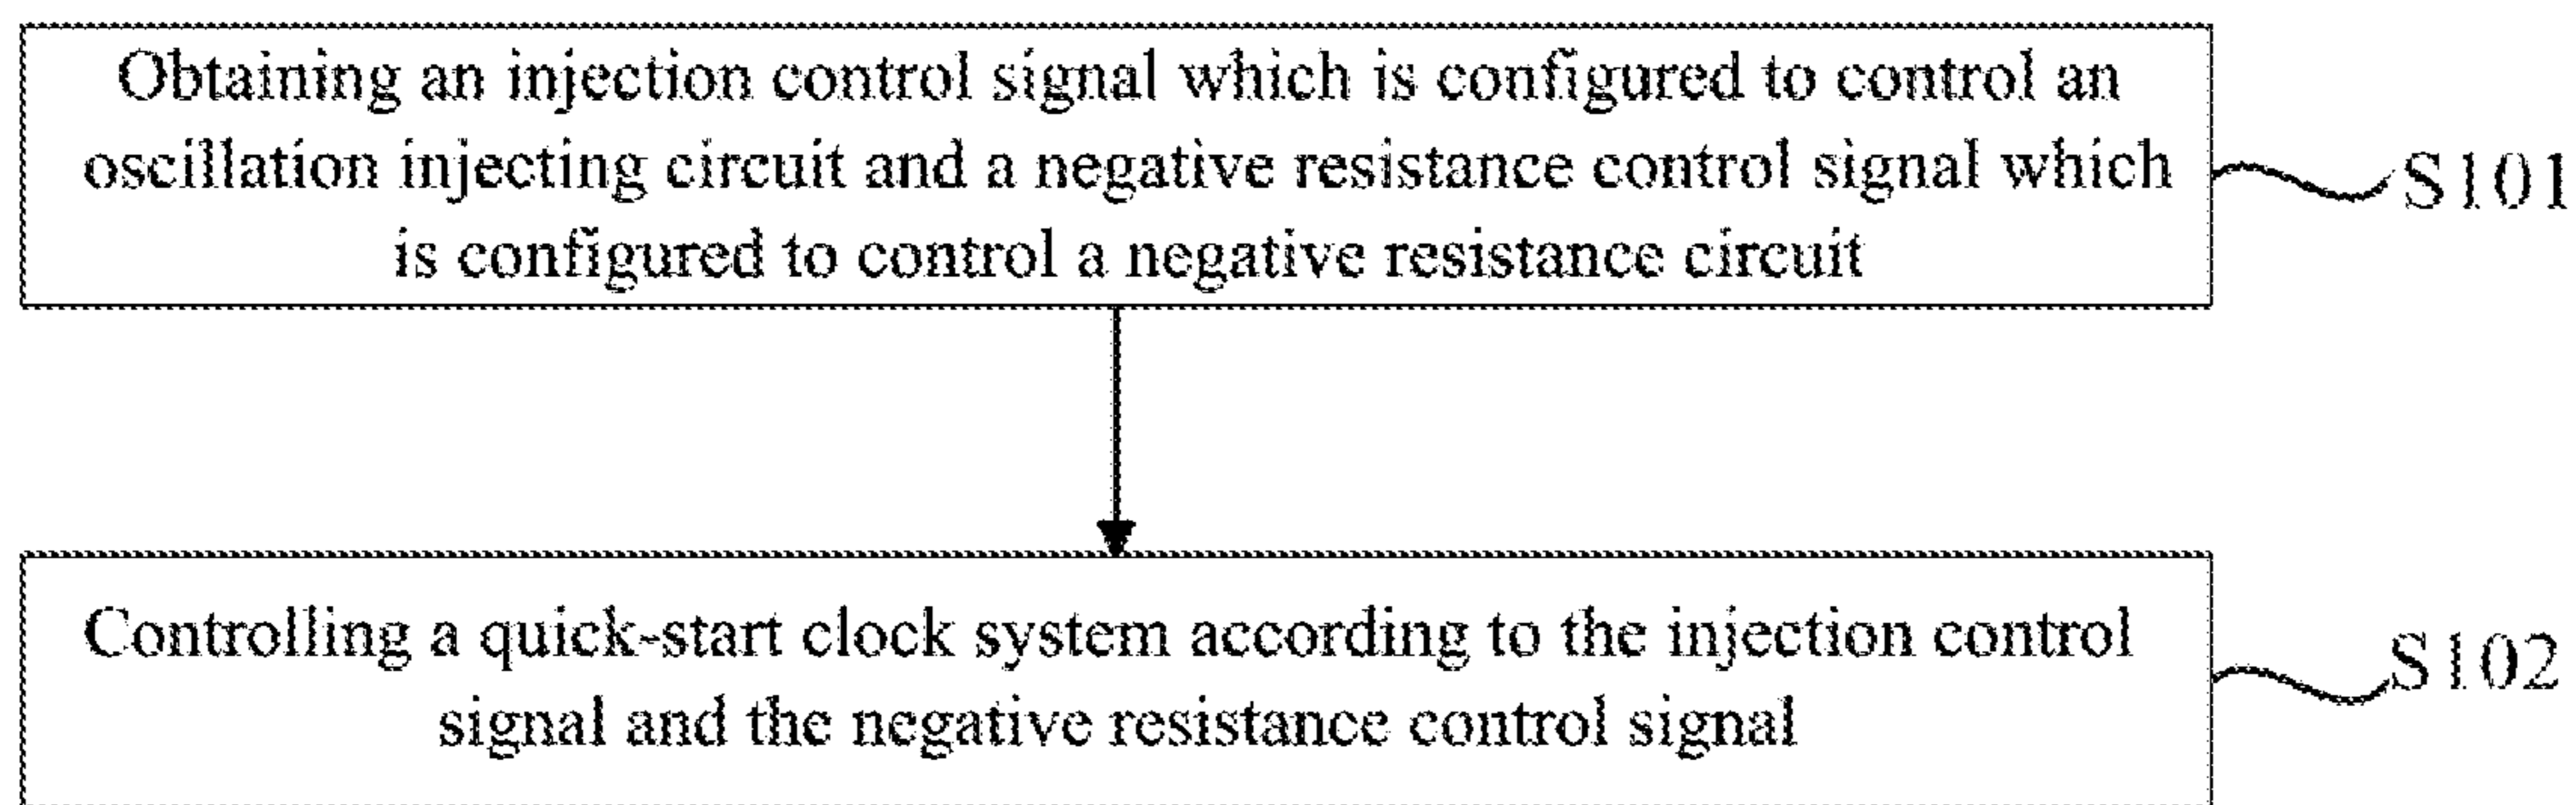 Obtaining an injection control signal which is configured to control an
oscillation injecting circuit and a negative resistance control signal which
is configured to control a negative resistance circuit
S101
Controlling a quick-start clock system according to the injection control
signal and the negative resistance control signal
S102